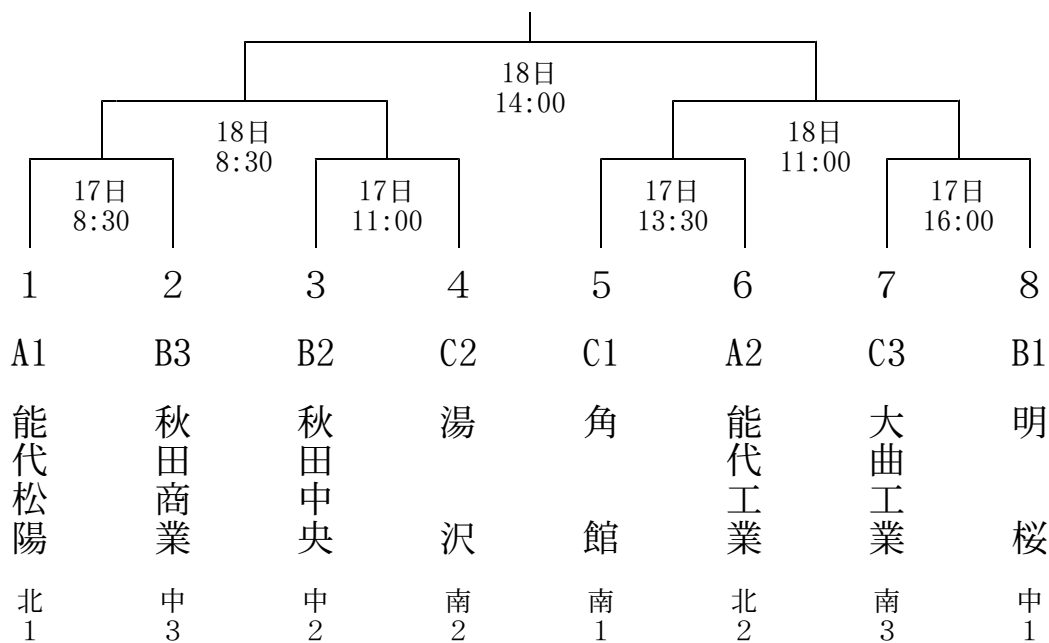 18日
14:00
18日
8:30
18日
11:00
17日
8:30
17日
11:00
17日
13:30
17日
16:00
1 2 3 4 5 6 7 8
A1 B3 B2 C2 C1 A2 C3 B1
能代松陽
秋田商業
秋田中央
湯沢
角館
能代工業
大曲工業
明桜
北1
中3
中2
南2
南1
北2
南3
中1